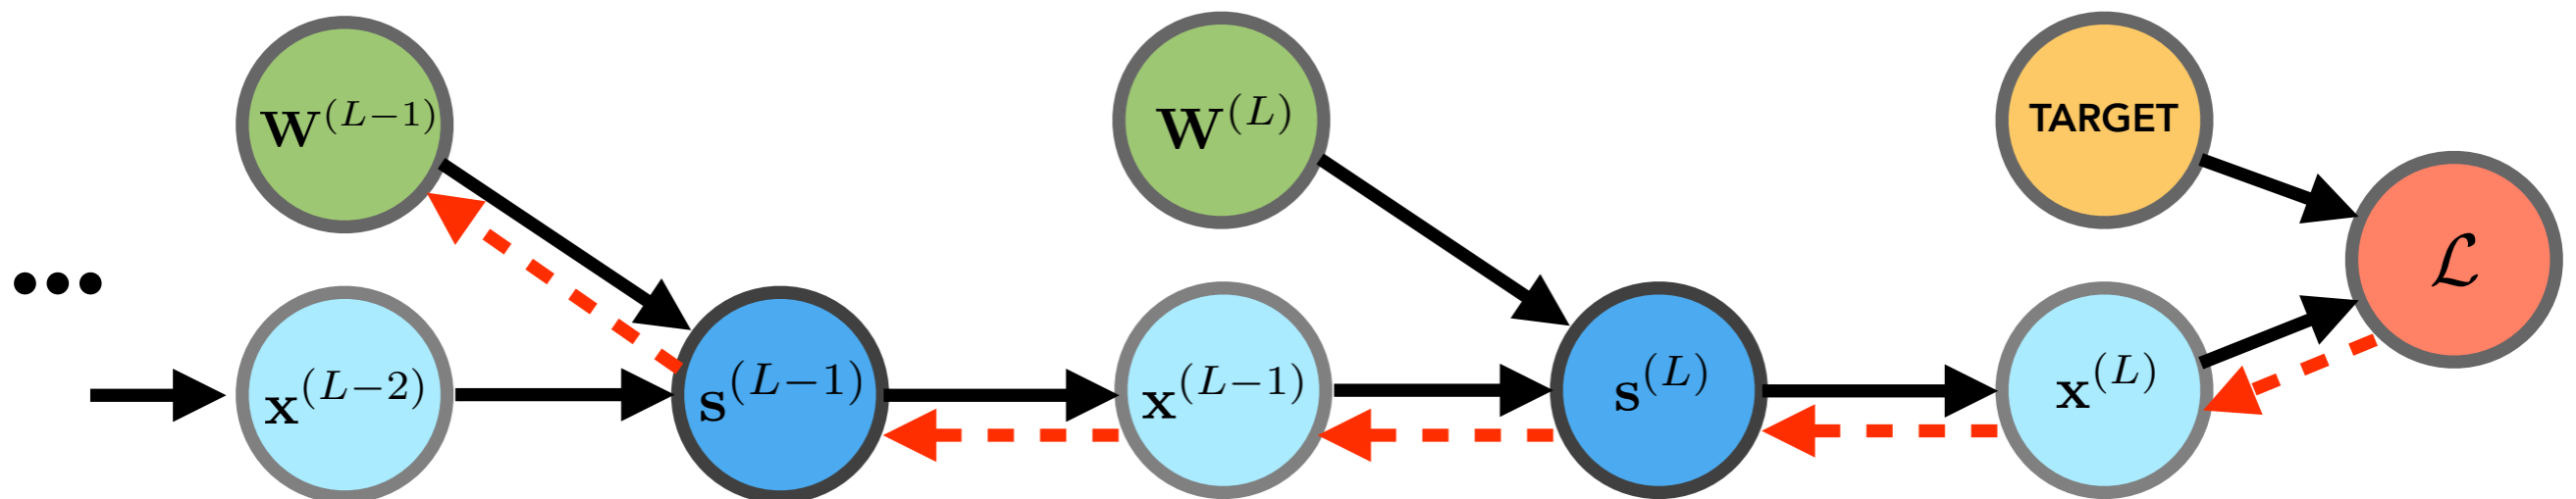 W^(L−1)
W^(L)
TARGET
ℒ
•••
x^(L−2)
s^(L−1)
x^(L−1)
s^(L)
x^(L)